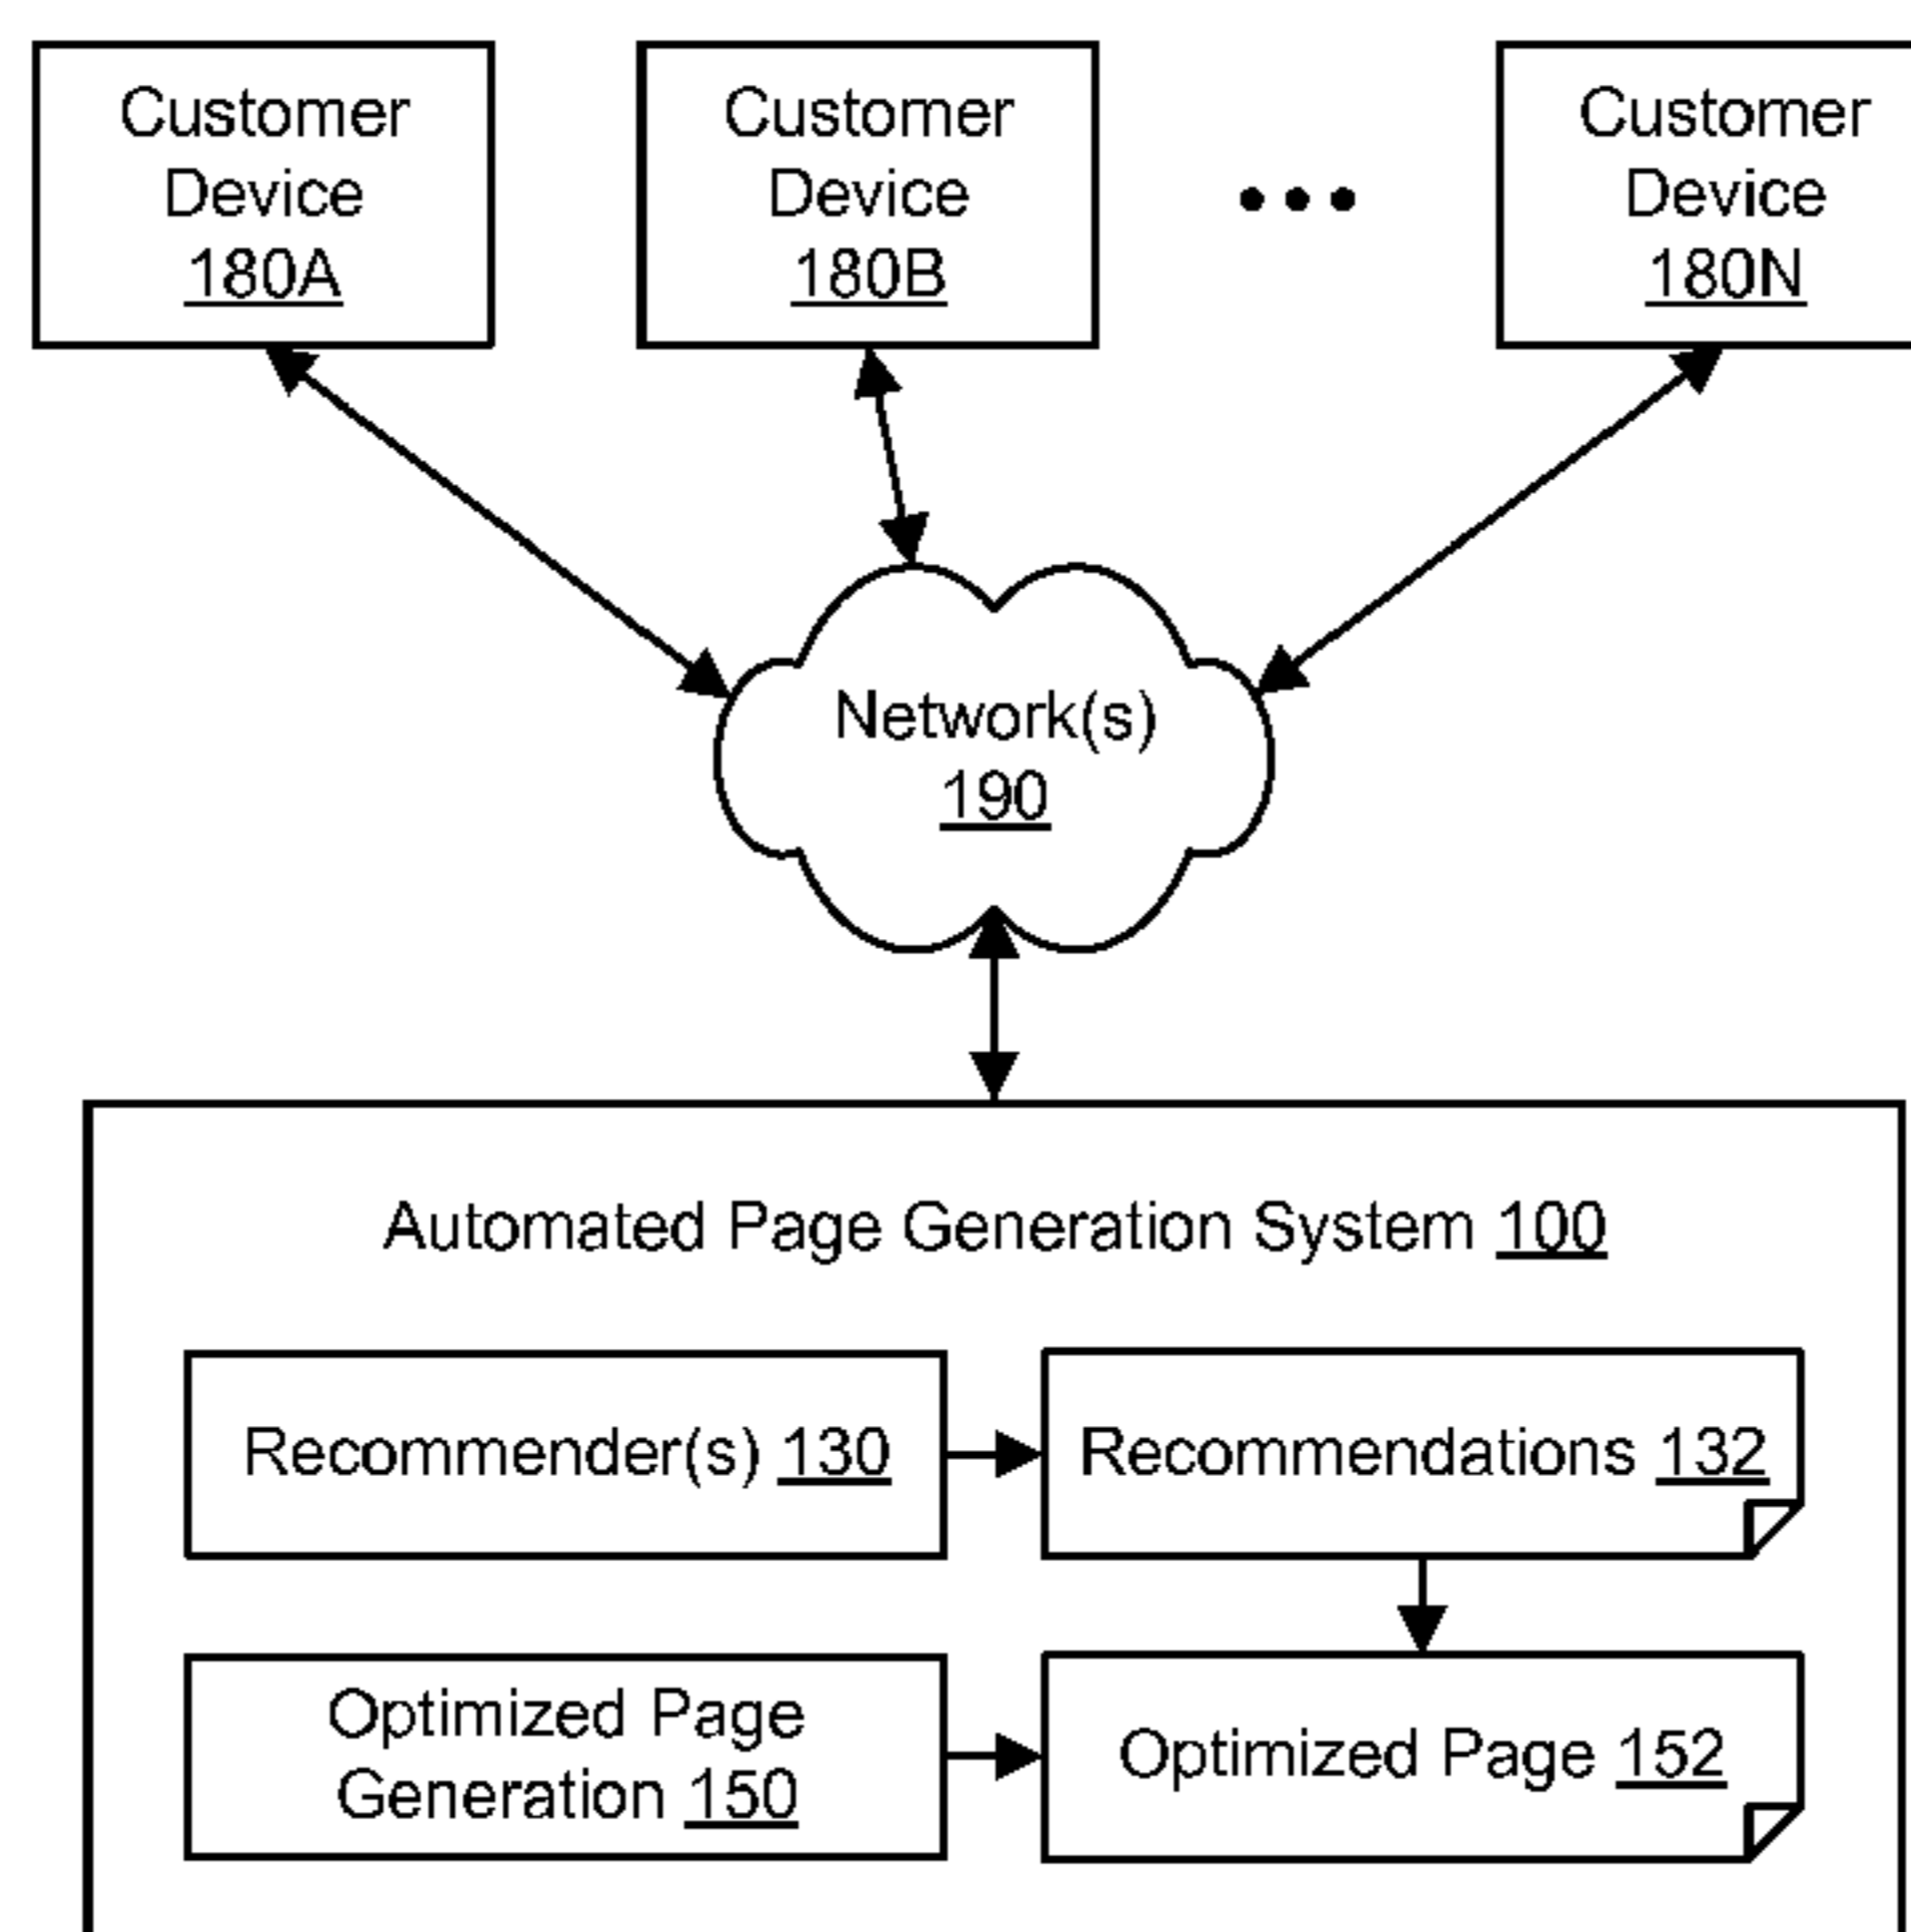 Customer
Device
180A
Customer
Device
180B
Customer
Device
180N
Network(s)
190
Automated Page Generation System 100
Recommender(s) 130
Recommendations 132
Optimized Page
Generation 150
Optimized Page 152